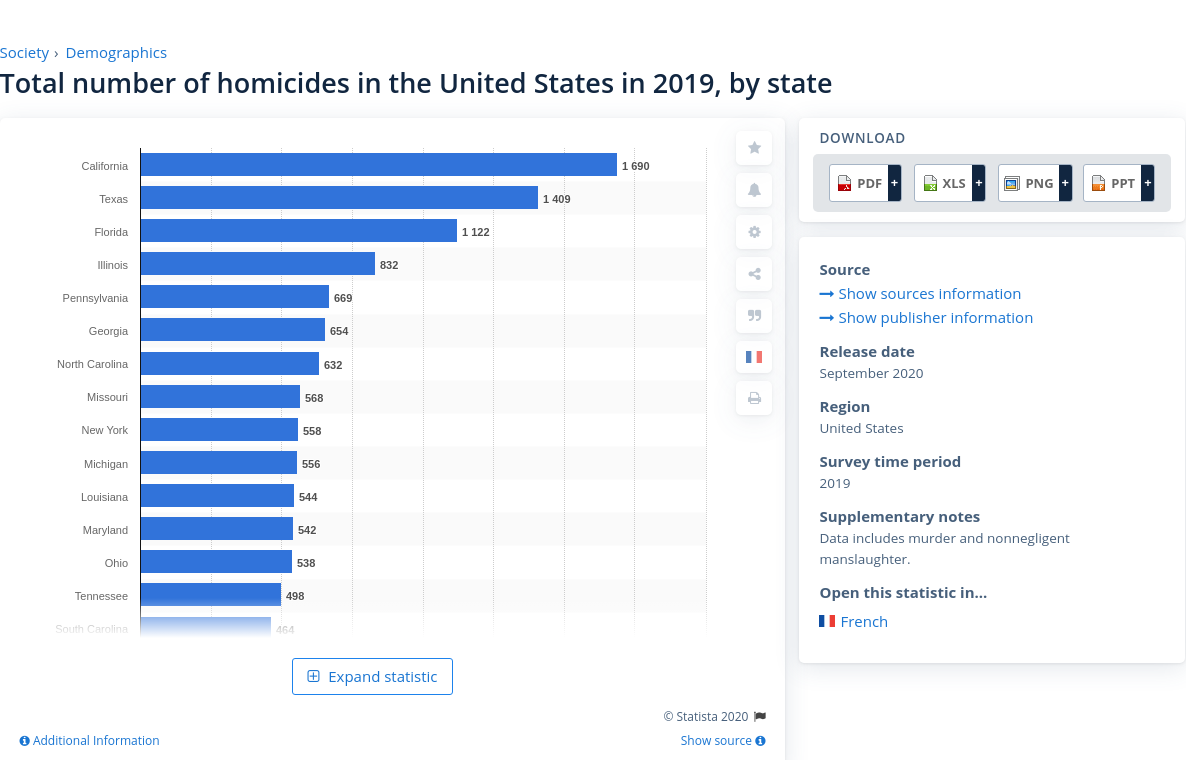 Society › Demographics
Total number of homicides in the United States in 2019, by state
California 1 690
Texas 1 409
Florida 1 122
Illinois 832
Pennsylvania 669
Georgia 654
North Carolina 632
Missouri 568
New York 558
Michigan 556
Louisiana 544
Maryland 542
Ohio 538
Tennessee 498
South Carolina 464
Expand statistic
© Statista 2020
Additional Information
Show source
DOWNLOAD
PDF + XLS + PNG + PPT +
Source
Show sources information
Show publisher information
Release date
September 2020
Region
United States
Survey time period
2019
Supplementary notes
Data includes murder and nonnegligent
manslaughter.
Open this statistic in...
French